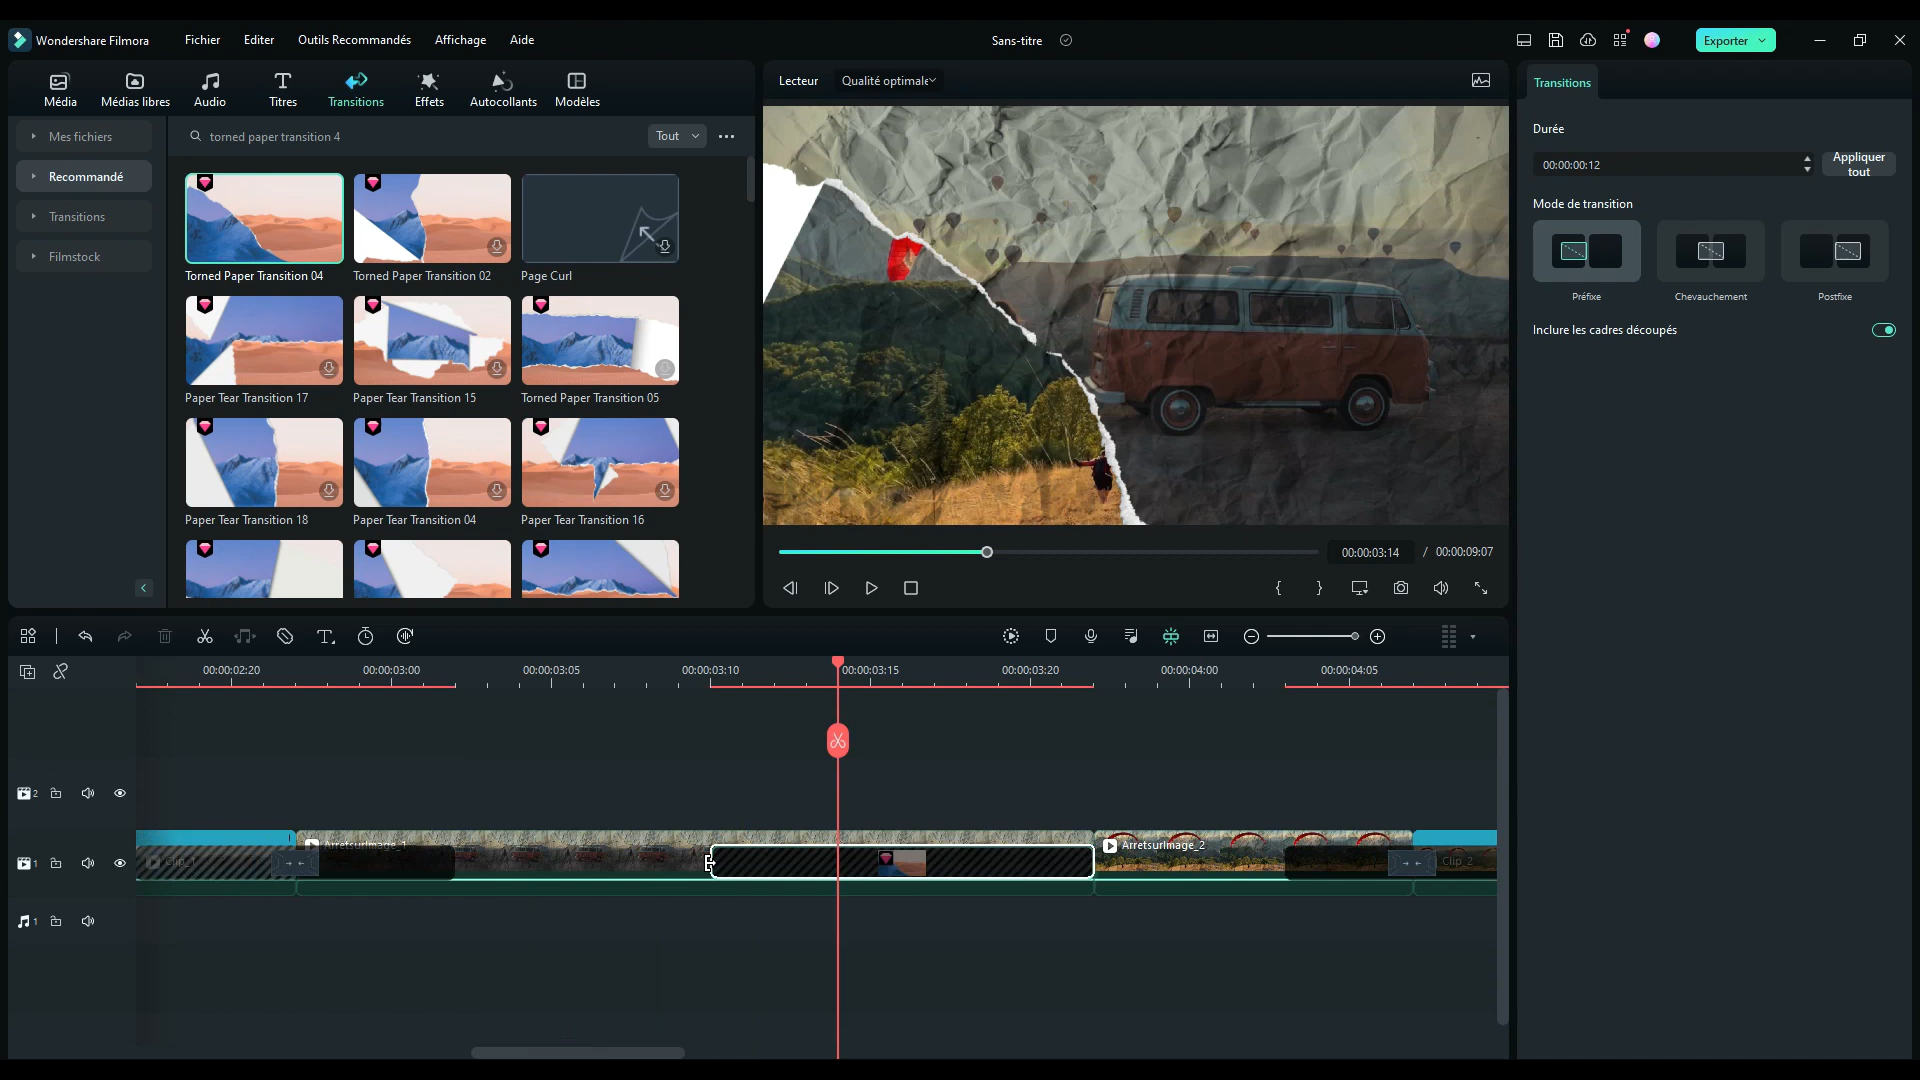 Wondershare Filmora
Fichier
Editer
Outils Recommandés
Affichage
Aide
Sans-titre
Exporter
Média
Médias libres
Audio
Titres
Transitions
Effets
Autocollants
Modèles
Lecteur
Qualité optimale
Transitions
Mes fichiers
Recommandé
Transitions
Filmstock
torned paper transition 4
Tout
Torned Paper Transition 04
Torned Paper Transition 02
Page Curl
Paper Tear Transition 17
Paper Tear Transition 15
Torned Paper Transition 05
Paper Tear Transition 18
Paper Tear Transition 04
Paper Tear Transition 16
Durée
00:00:00:12
Appliquer
tout
Mode de transition
Préfixe
Chevauchement
Postfixe
Inclure les cadres découpés
00:00:03:14 / 00:00:09:07
00:00:02:20
00:00:03:00
00:00:03:05
00:00:03:10
00:00:03:15
00:00:03:20
00:00:04:00
00:00:04:05
2
1
Clip_1
ArretsurImage_1
ArretsurImage_2
Clip_2
1